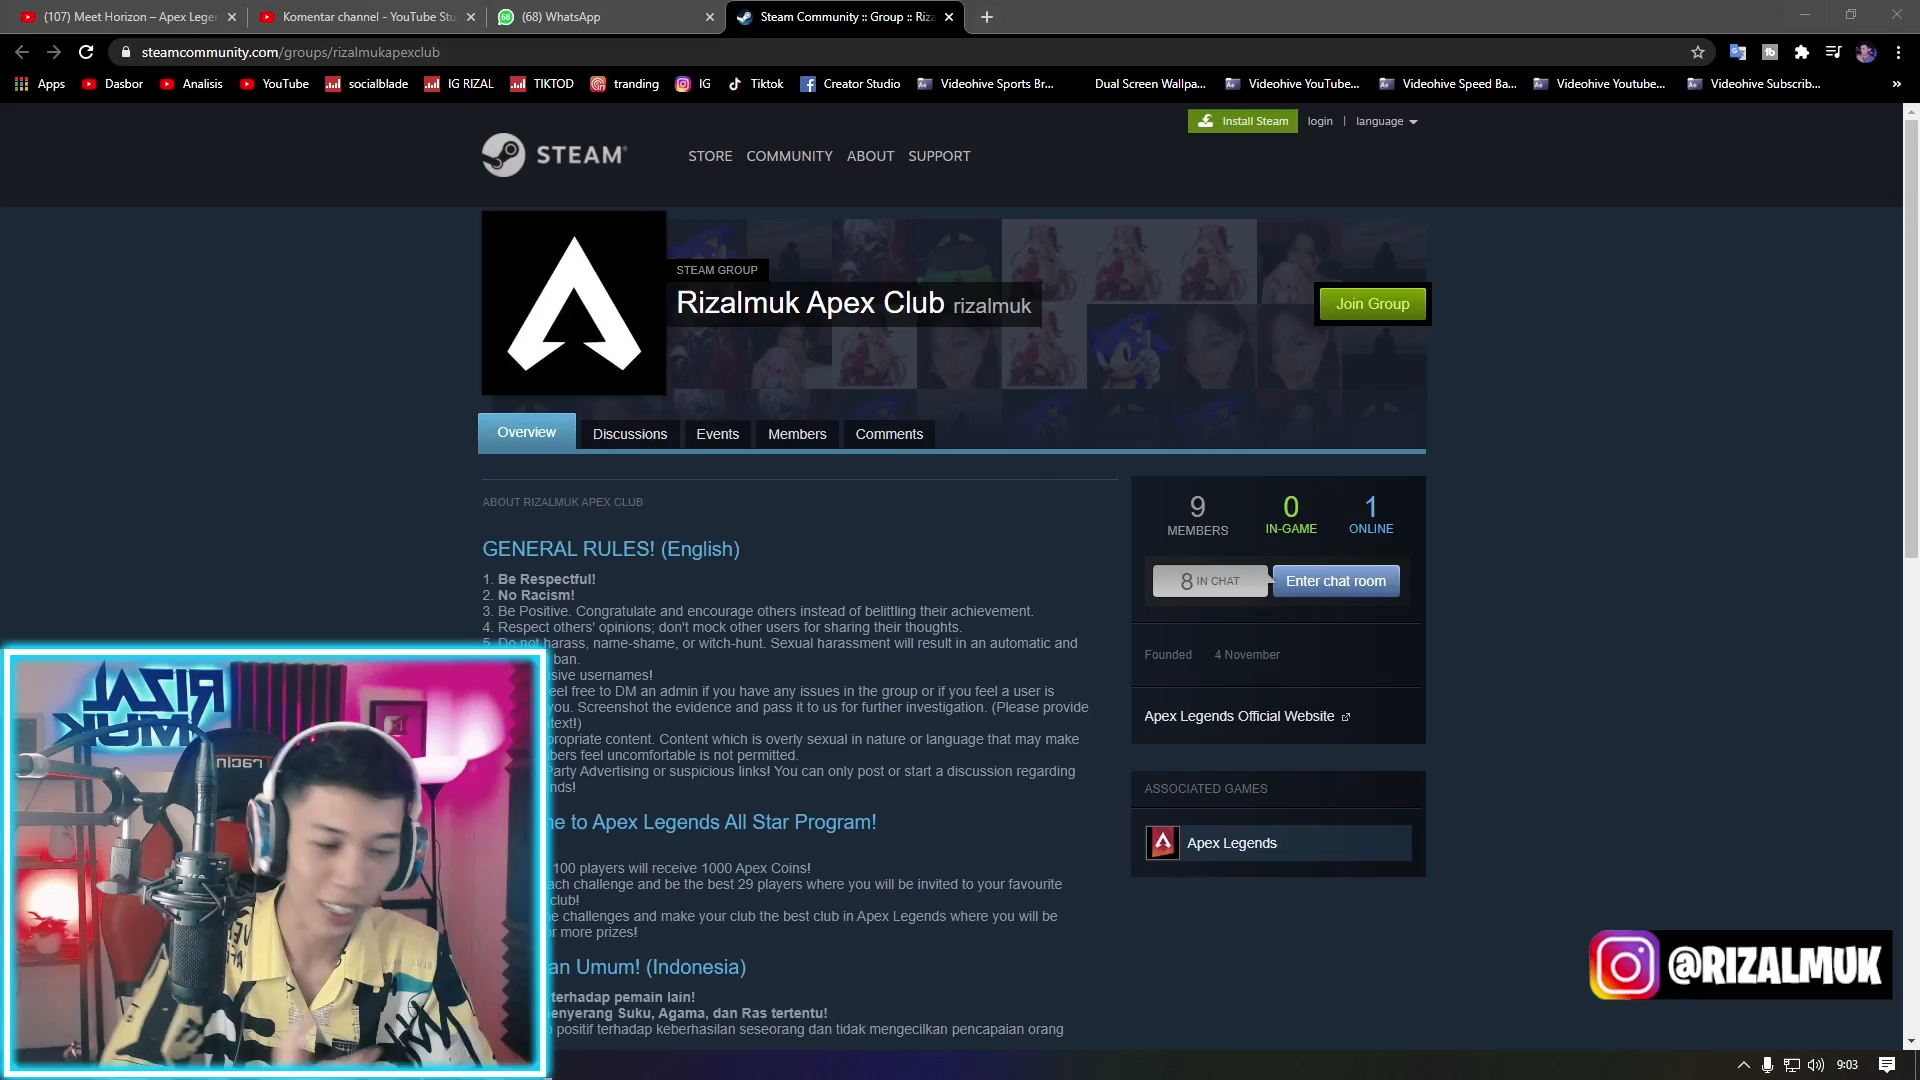 (107) Meet Horizon – Apex Leger
Komentar channel - YouTube Stu
(68) WhatsApp
Steam Community :: Group :: Riza
steamcommunity.com/groups/rizalmukapexclub
Apps
Dasbor
Analisis
YouTube
socialblade
IG RIZAL
TIKTOD
tranding
IG
Tiktok
Creator Studio
Videohive Sports Br...
Dual Screen Wallpa...
Videohive YouTube...
Videohive Speed Ba...
Videohive Youtube...
Videohive Subscrib...
»
Install Steam
login | language
STEAM
STORE COMMUNITY ABOUT SUPPORT
STEAM GROUP
Rizalmuk Apex Club rizalmuk
Join Group
Overview
Discussions
Events
Members
Comments
ABOUT RIZALMUK APEX CLUB
GENERAL RULES! (English)
1. Be Respectful!
2. No Racism!
3. Be Positive. Congratulate and encourage others instead of belittling their achievement.
4. Respect others' opinions; don't mock other users for sharing their thoughts.
5. Do not harass, name-shame, or witch-hunt. Sexual harassment will result in an automatic and
ban.
sive usernames!
eel free to DM an admin if you have any issues in the group or if you feel a user is
you. Screenshot the evidence and pass it to us for further investigation. (Please provide
text!)
propriate content. Content which is overly sexual in nature or language that may make
bers feel uncomfortable is not permitted.
Party Advertising or suspicious links! You can only post or start a discussion regarding
nds!
me to Apex Legends All Star Program!
100 players will receive 1000 Apex Coins!
ach challenge and be the best 29 players where you will be invited to your favourite
club!
e challenges and make your club the best club in Apex Legends where you will be
or more prizes!
an Umum! (Indonesia)
terhadap pemain lain!
enyerang Suku, Agama, dan Ras tertentu!
positif terhadap keberhasilan seseorang dan tidak mengecilkan pencapaian orang
9
MEMBERS
0
IN-GAME
1
ONLINE
8 IN CHAT
Enter chat room
Founded 4 November
Apex Legends Official Website
ASSOCIATED GAMES
Apex Legends
RIZAL
MUK
racin
@RIZALMUK
9:03